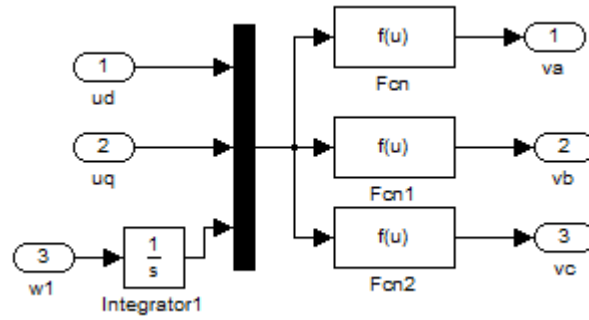 1
ud
2
uq
3
w1
1
s
Integrator1
f(u)
Fcn
f(u)
Fcn1
f(u)
Fcn2
1
va
2
vb
3
vc